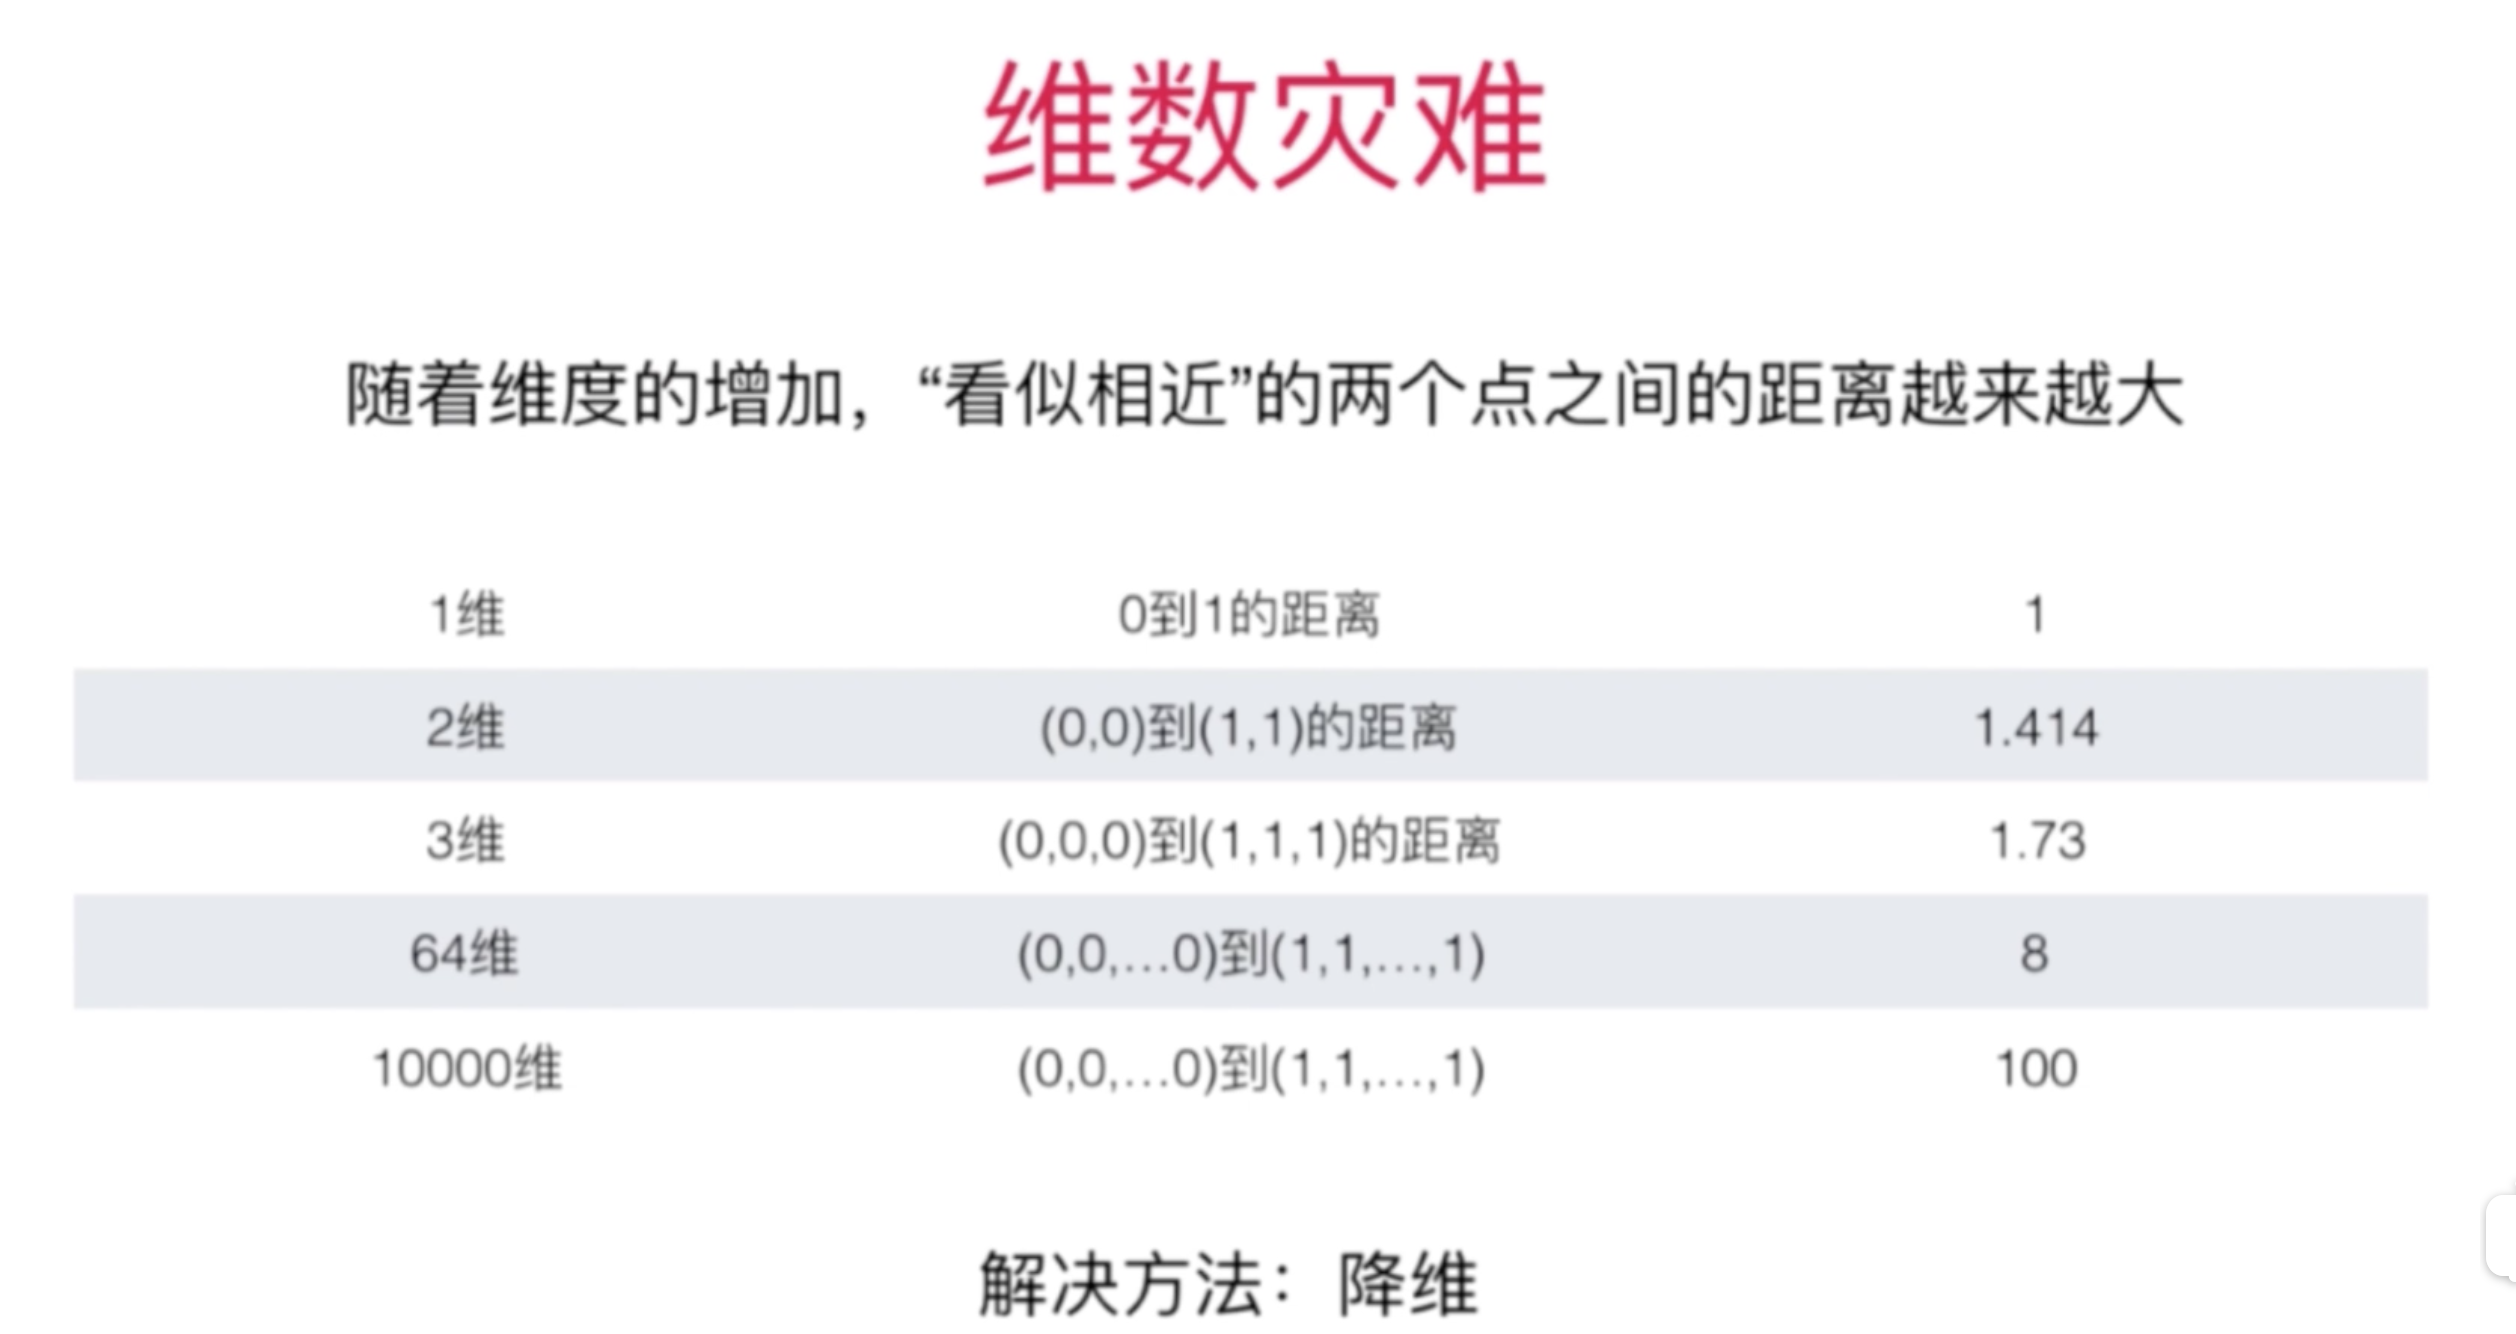 维数灾难
随着维度的增加，“看似相近”的两个点之间的距离越来越大
1维 0到1的距离 1
2维 (0,0)到(1,1)的距离 1.414
3维 (0,0,0)到(1,1,1)的距离 1.73
64维 (0,0,...0)到(1,1,...,1) 8
10000维 (0,0,...0)到(1,1,...,1) 100
解决方法：降维